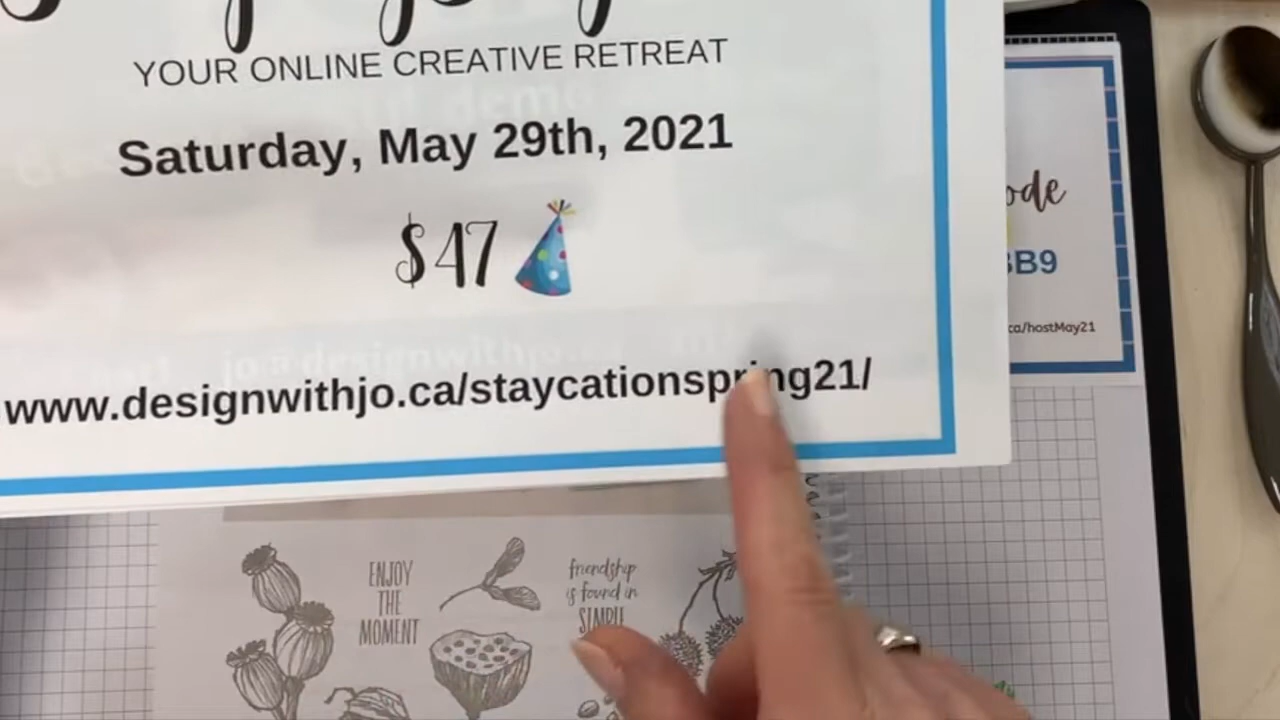 YOUR ONLINE CREATIVE RETREAT
Saturday, May 29th, 2021
$47
www.designwithjo.ca/staycationspring21/
ode
BB9
ca/hostMay21
ENJOY
THE
MOMENT
friendship
is found in
SIMPLE